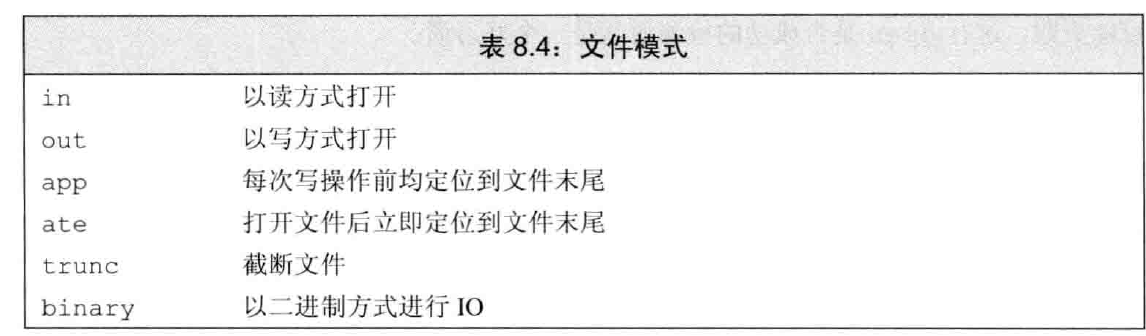 表 8.4：文件模式
in 以读方式打开
out 以写方式打开
app 每次写操作前均定位到文件末尾
ate 打开文件后立即定位到文件末尾
trunc 截断文件
binary 以二进制方式进行 IO